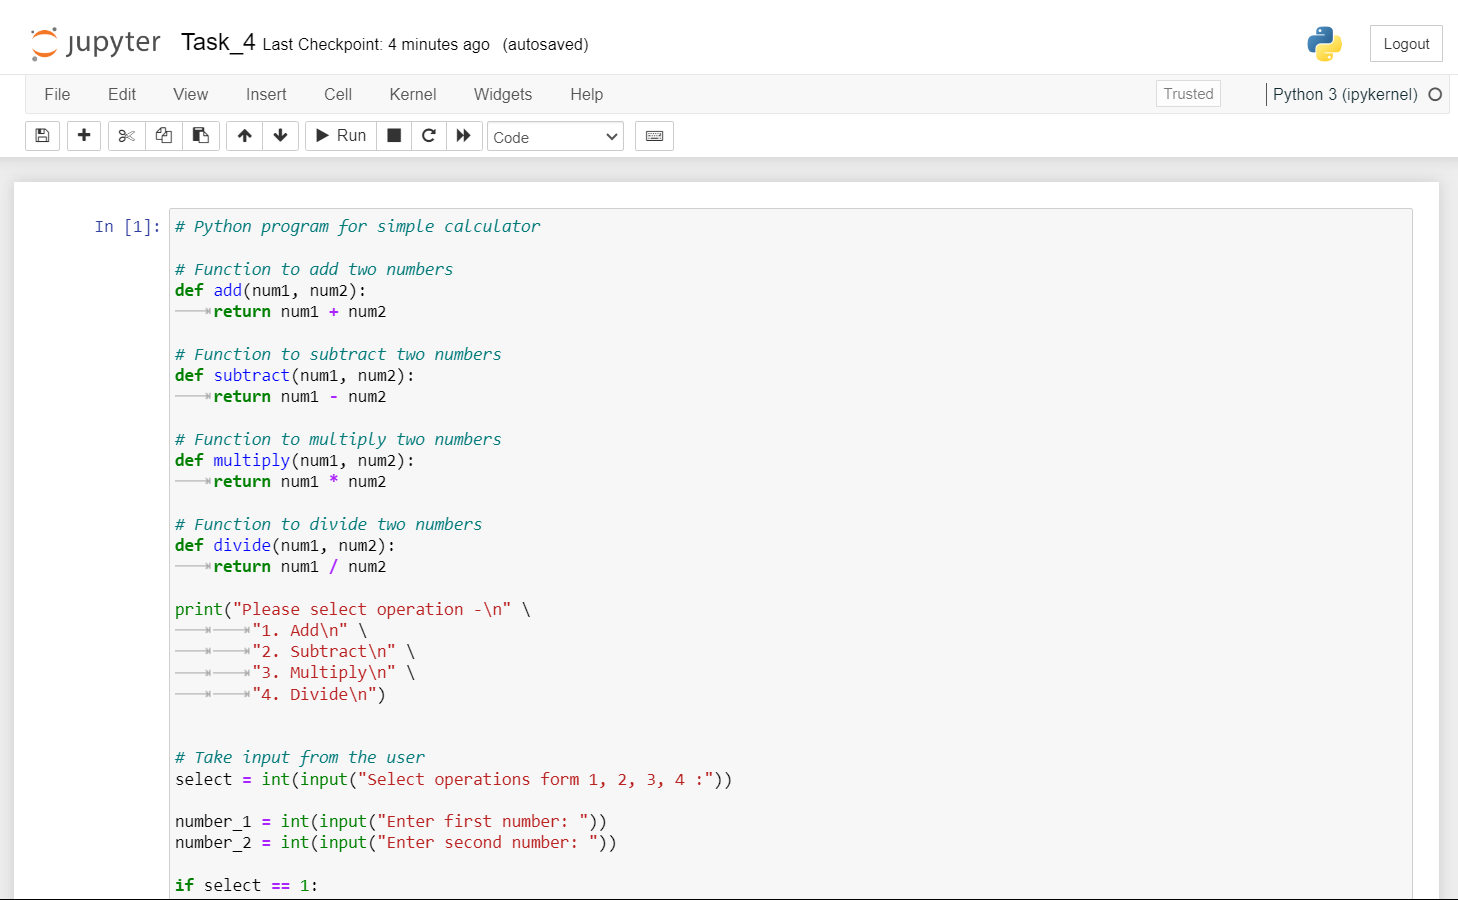 jupyter Task_4 Last Checkpoint: 4 minutes ago (autosaved) Logout
File Edit View Insert Cell Kernel Widgets Help Trusted Python 3 (ipykernel)
Run Code
In [1]: # Python program for simple calculator
# Function to add two numbers
def add(num1, num2):
return num1 + num2
# Function to subtract two numbers
def subtract(num1, num2):
return num1 - num2
# Function to multiply two numbers
def multiply(num1, num2):
return num1 * num2
# Function to divide two numbers
def divide(num1, num2):
return num1 / num2
print("Please select operation -\n" \
"1. Add\n" \
"2. Subtract\n" \
"3. Multiply\n" \
"4. Divide\n")
# Take input from the user
select = int(input("Select operations form 1, 2, 3, 4 :"))
number_1 = int(input("Enter first number: "))
number_2 = int(input("Enter second number: "))
if select == 1: